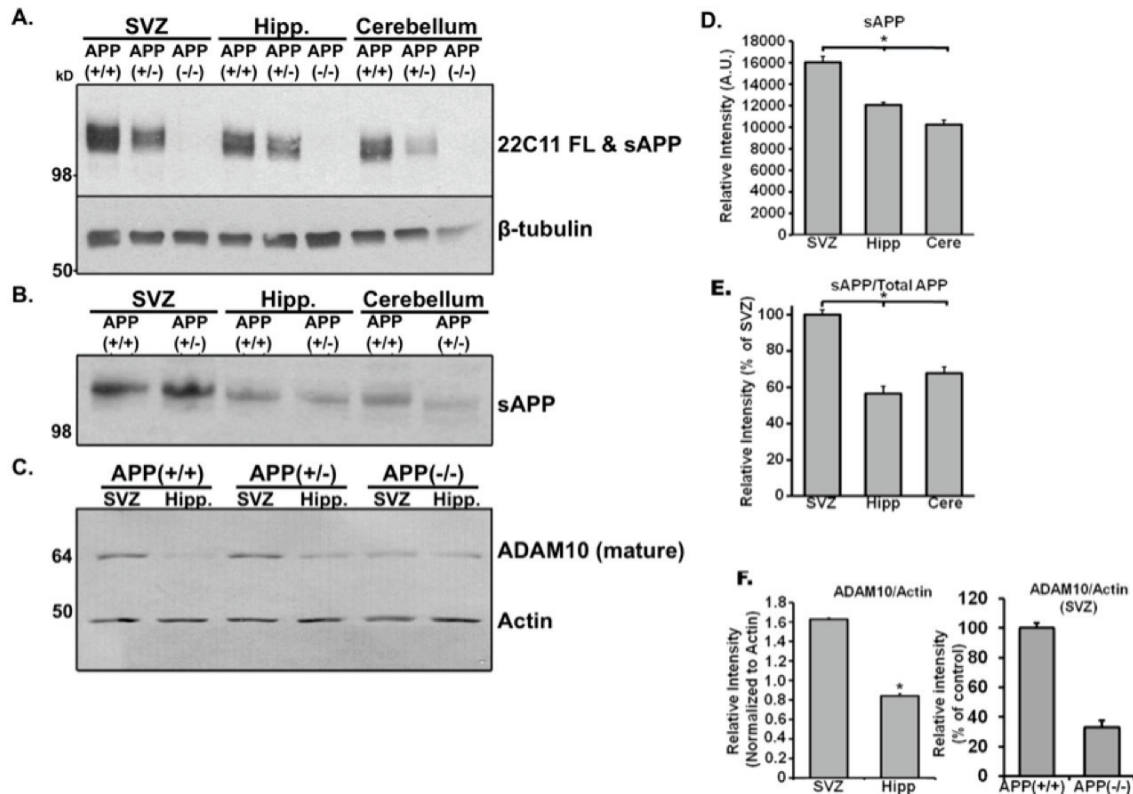 A.
SVZ Hipp. Cerebellum
APP APP APP APP APP APP APP APP APP
kD (+/+) (+/-) (-/-) (+/+) (+/-) (-/-) (+/+) (+/-) (-/-)
22C11 FL & sAPP
98
β-tubulin
50
B.
SVZ Hipp. Cerebellum
APP APP APP APP APP APP
(+/+) (+/-) (+/+) (+/-) (+/+) (+/-)
sAPP
98
C.
APP(+/+) APP(+/-) APP(-/-)
SVZ Hipp. SVZ Hipp. SVZ Hipp.
64 ADAM10 (mature)
50 Actin
D.
sAPP
*
Relative Intensity (A.U.)
18000
16000
14000
12000
10000
8000
6000
4000
2000
0
SVZ Hipp Cere
E.
sAPP/Total APP
*
Relative Intensity (% of SVZ)
100
80
60
40
20
0
SVZ Hipp Cere
F.
ADAM10/Actin
Relative Intensity
(Normalized to Actin)
1.8
1.6
1.4
1.2
1.0
0.8
0.6
0.4
0.2
0
*
SVZ Hipp
ADAM10/Actin
(SVZ)
Relative intensity
(% of control)
120
100
80
60
40
20
0
APP(+/+) APP(-/-)